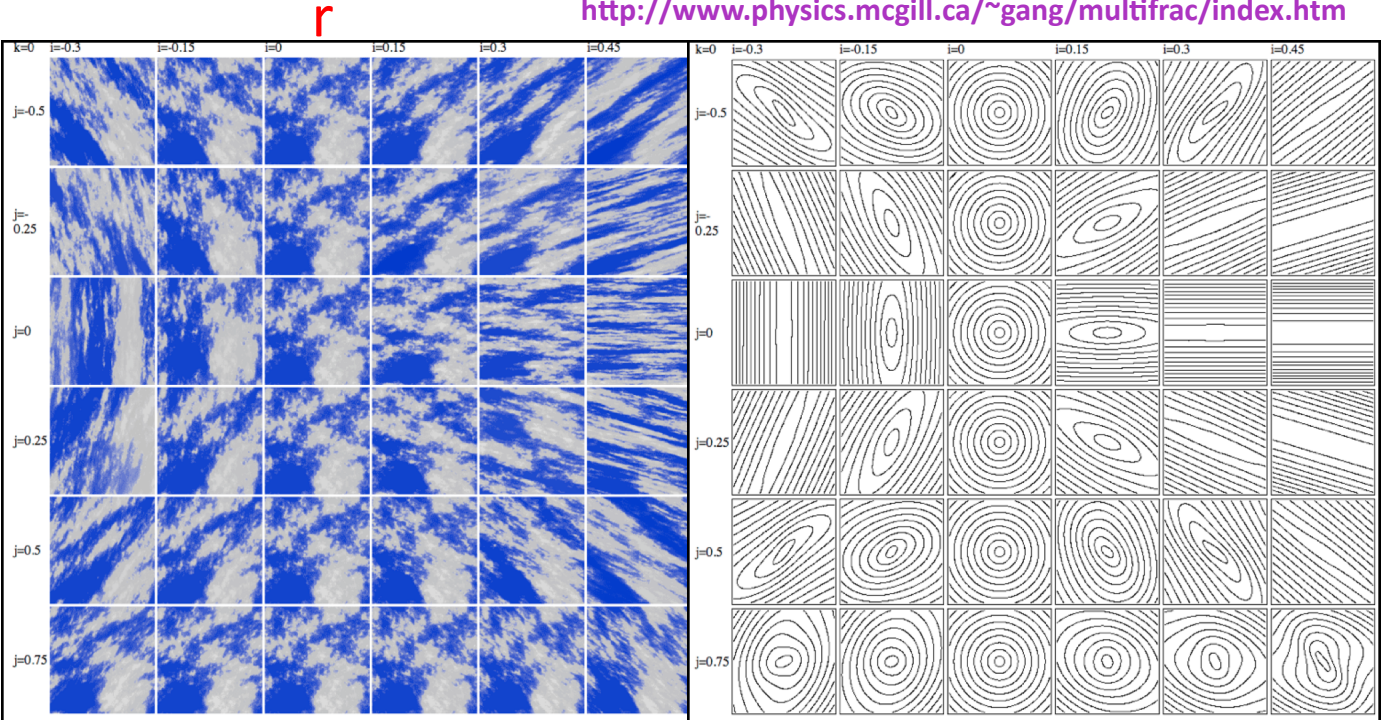 r
http://www.physics.mcgill.ca/~gang/multifrac/index.htm
k=0 i=-0.3 i=-0.15 i=0 i=0.15 i=0.3 i=0.45
j=-0.5
j=-
0.25
j=0
j=0.25
j=0.5
j=0.75
k=0 i=-0.3 i=-0.15 i=0 i=0.15 i=0.3 i=0.45
j=-0.5
j=-
0.25
j=0
j=0.25
j=0.5
j=0.75